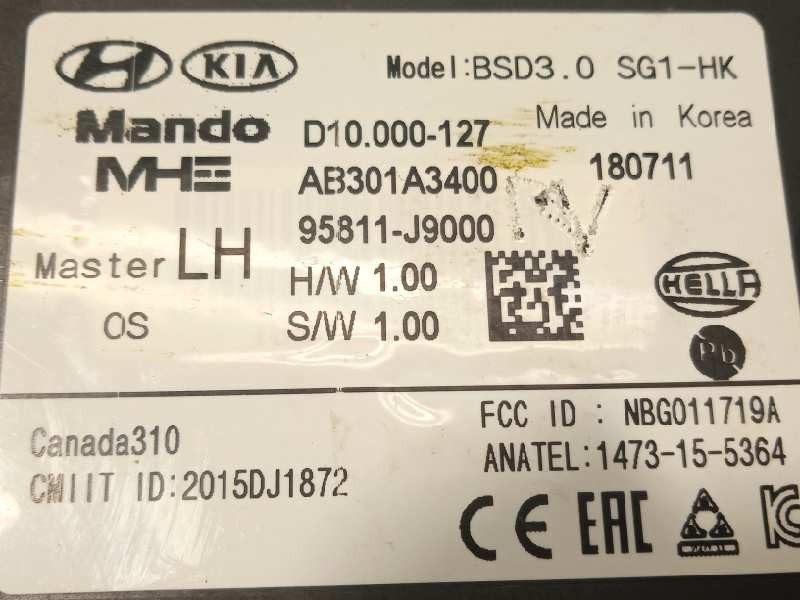 KIA Model:BSD3.0 SG1-HK
Mando D10.000-127 Made in Korea
MHE AB301A3400 180711
95811-J9000
Master LH H/W 1.00 HELLA
OS S/W 1.00 Pb
FCC ID : NBG011719A
Canada310 ANATEL:1473-15-5364
CMIIT ID:2015DJ1872
CE EAC